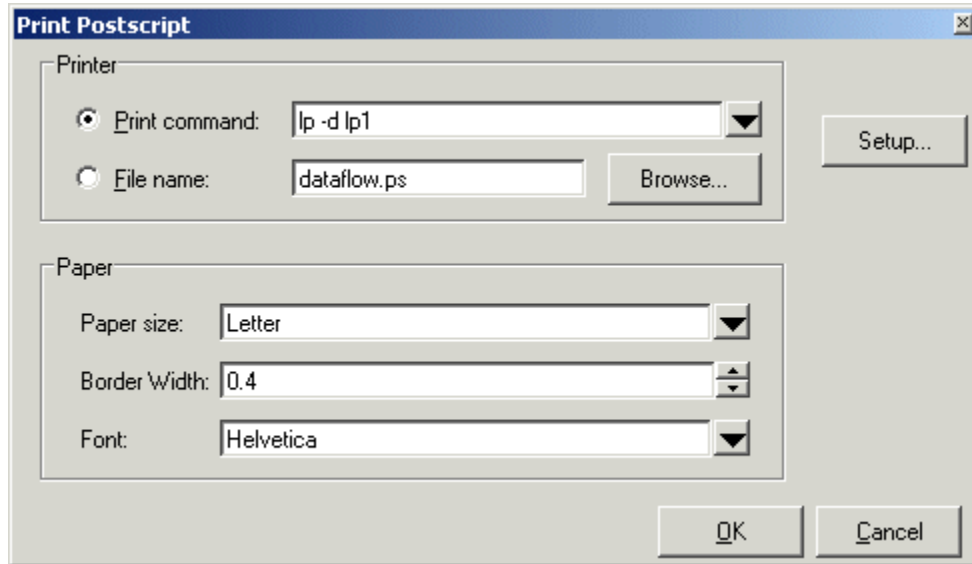 Print Postscript
Printer
Print command: lp -d lp1
Setup...
File name: dataflow.ps Browse...
Paper
Paper size: Letter
Border Width: 0.4
Font: Helvetica
OK Cancel